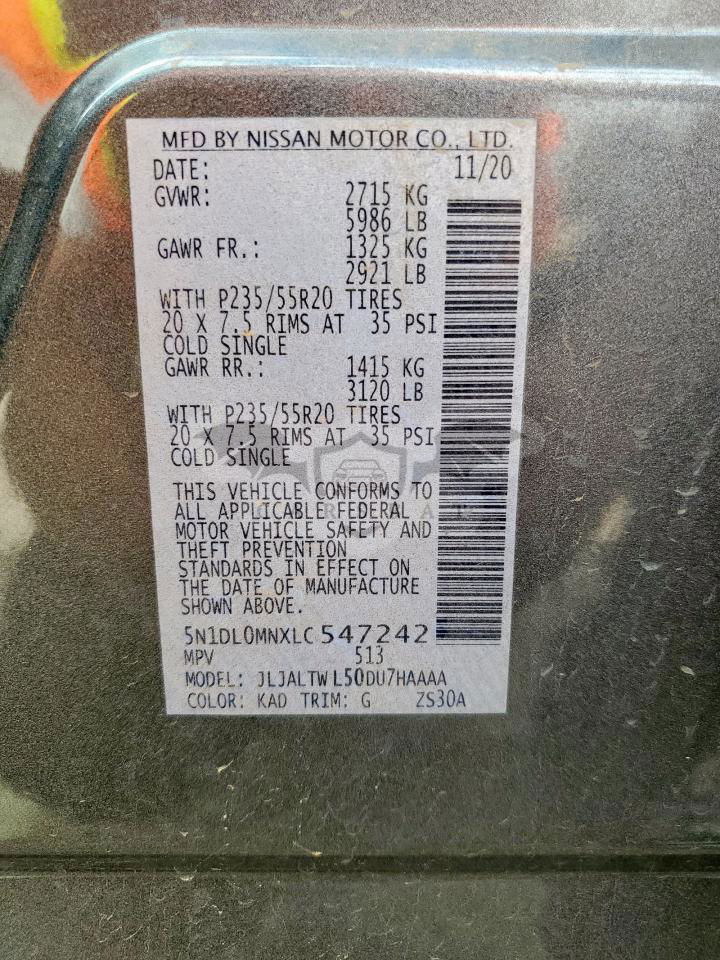 MFD BY NISSAN MOTOR CO., LTD.
DATE: 11/20
GVWR: 2715 KG
5986 LB
GAWR FR.: 1325 KG
2921 LB
WITH P235/55R20 TIRES
20 X 7.5 RIMS AT 35 PSI
COLD SINGLE
GAWR RR.: 1415 KG
3120 LB
WITH P235/55R20 TIRES
20 X 7.5 RIMS AT 35 PSI
COLD SINGLE
THIS VEHICLE CONFORMS TO
ALL APPLICABLE FEDERAL
MOTOR VEHICLE SAFETY AND
THEFT PREVENTION
STANDARDS IN EFFECT ON
THE DATE OF MANUFACTURE
SHOWN ABOVE.
5N1DL0MNXLC 547242
MPV 513
MODEL: JLJALTW L50DU7HAAAA
COLOR: KAD TRIM: G ZS30A